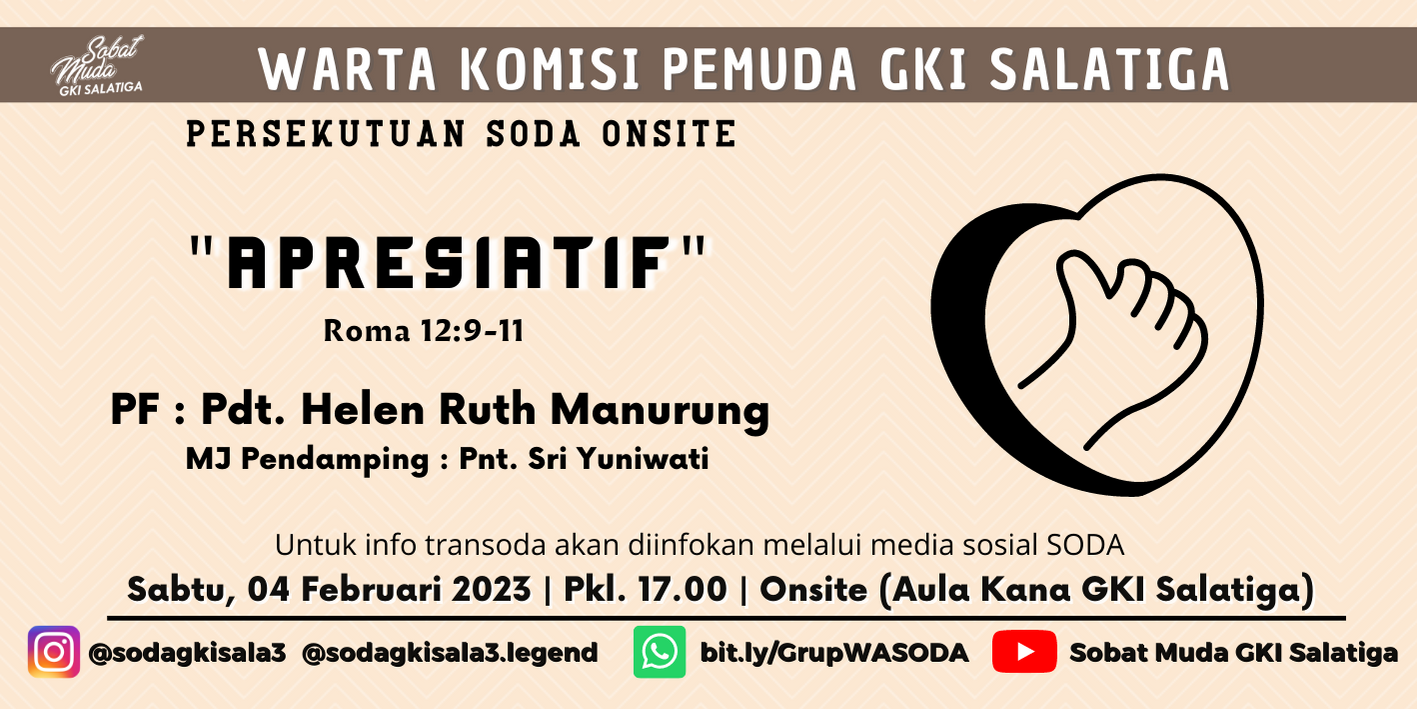 Sobat
Muda
GKI SALATIGA
WARTA KOMISI PEMUDA GKI SALATIGA
PERSEKUTUAN SODA ONSITE
"APRESIATIF"
Roma 12:9-11
PF : Pdt. Helen Ruth Manurung
MJ Pendamping : Pnt. Sri Yuniwati
Untuk info transoda akan diinfokan melalui media sosial SODA
Sabtu, 04 Februari 2023 | Pkl. 17.00 | Onsite (Aula Kana GKI Salatiga)
@sodagkisala3 @sodagkisala3.legend bit.ly/GrupWASODA Sobat Muda GKI Salatiga